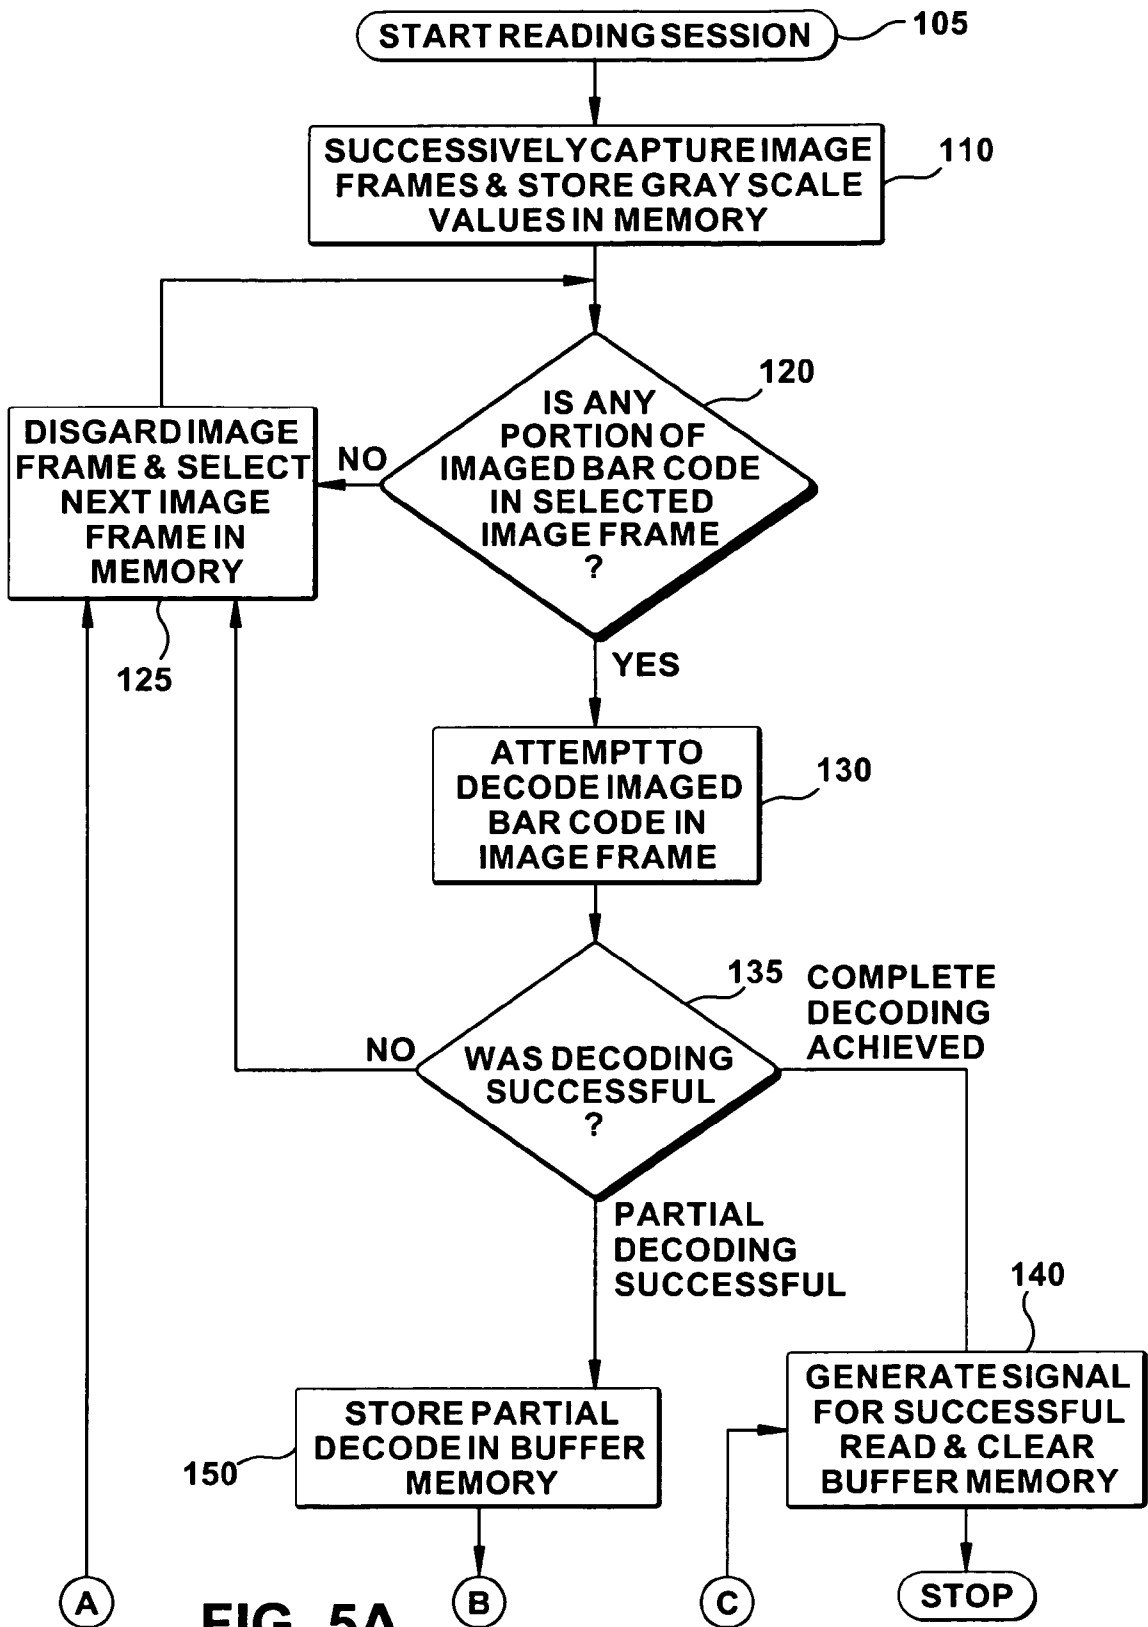 START READING SESSION
105
SUCCESSIVELY CAPTURE IMAGE
FRAMES & STORE GRAY SCALE
VALUES IN MEMORY
110
IS ANY
PORTION OF
IMAGED BAR CODE
IN SELECTED
IMAGE FRAME
?
120
NO
DISGARD IMAGE
FRAME & SELECT
NEXT IMAGE
FRAME IN
MEMORY
125
YES
ATTEMPT TO
DECODE IMAGED
BAR CODE IN
IMAGE FRAME
130
WAS DECODING
SUCCESSFUL
?
135
NO
COMPLETE
DECODING
ACHIEVED
PARTIAL
DECODING
SUCCESSFUL
140
GENERATE SIGNAL
FOR SUCCESSFUL
READ & CLEAR
BUFFER MEMORY
STORE PARTIAL
DECODE IN BUFFER
MEMORY
150
A
B
C
STOP
FIG. 5A